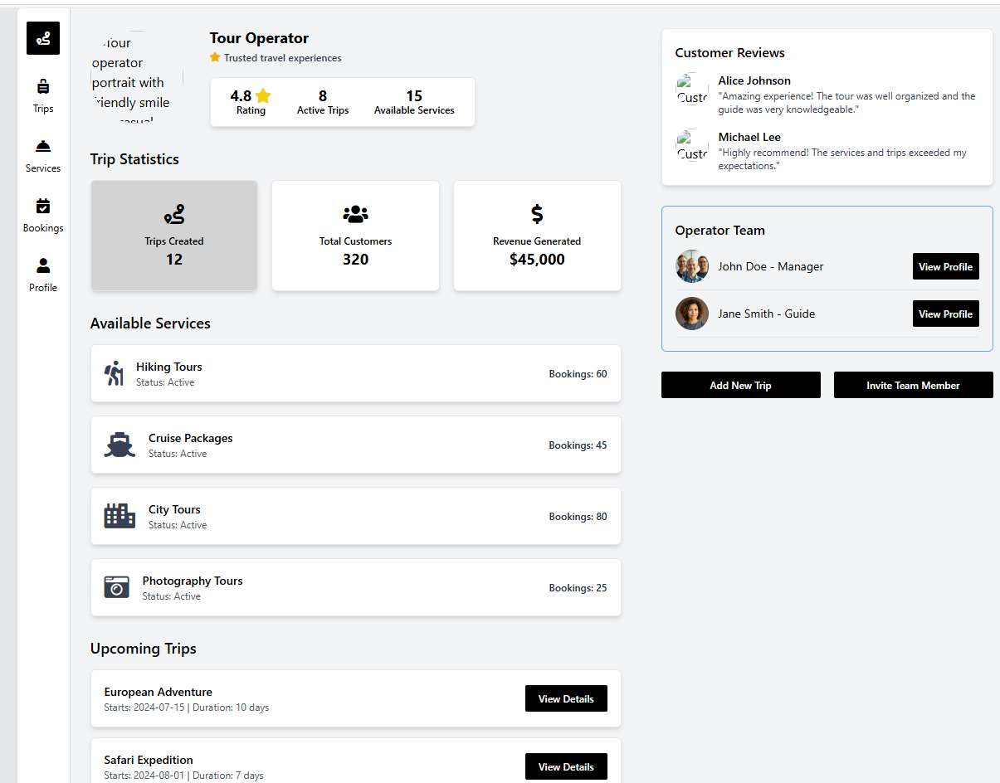 Trips
Services
Bookings
Profile
Tour
operator
portrait with
friendly smile
casual
Tour Operator
Trusted travel experiences
4.8
Rating
8
Active Trips
15
Available Services
Trip Statistics
Trips Created
12
Total Customers
320
$
Revenue Generated
$45,000
Available Services
Hiking Tours
Status: Active
Bookings: 60
Cruise Packages
Status: Active
Bookings: 45
City Tours
Status: Active
Bookings: 80
Photography Tours
Status: Active
Bookings: 25
Upcoming Trips
European Adventure
Starts: 2024-07-15 | Duration: 10 days
View Details
Safari Expedition
Starts: 2024-08-01 | Duration: 7 days
View Details
Customer Reviews
Custo
Alice Johnson
"Amazing experience! The tour was well organized and the
guide was very knowledgeable."
Custo
Michael Lee
"Highly recommend! The services and trips exceeded my
expectations."
Operator Team
John Doe - Manager
View Profile
Jane Smith - Guide
View Profile
Add New Trip
Invite Team Member